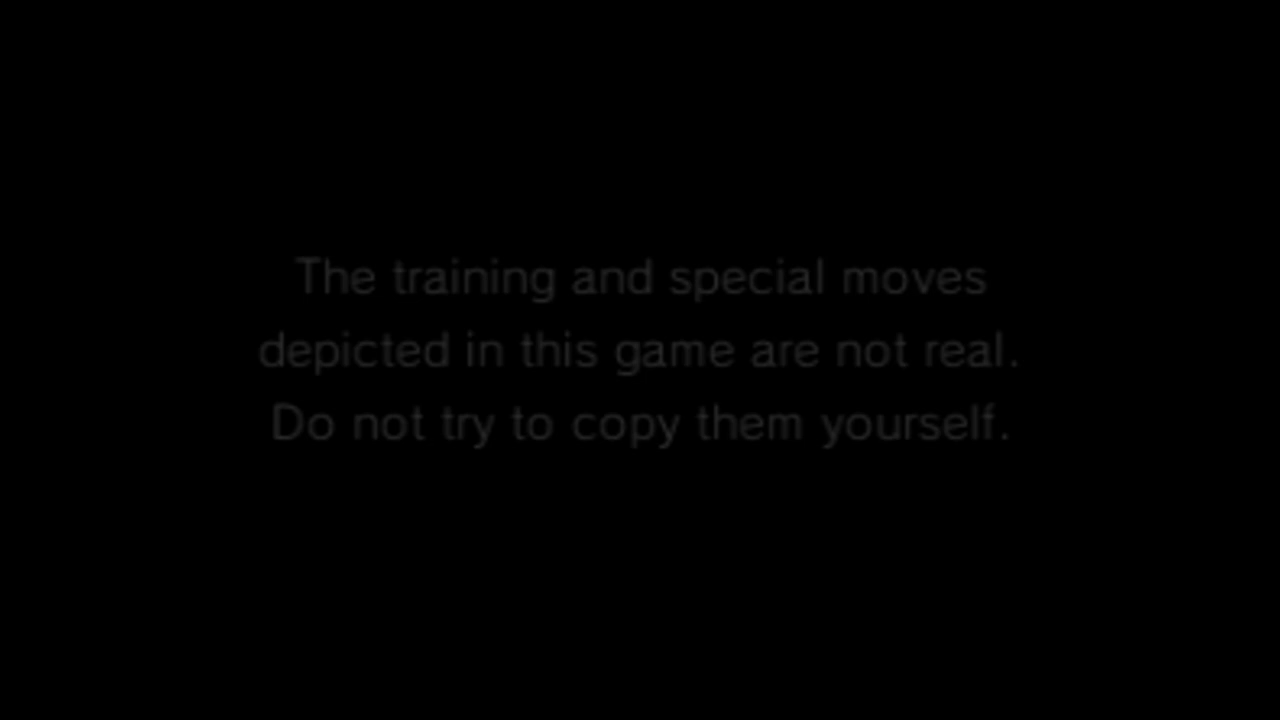 The training and special moves
depicted in this game are not real.
Do not try to copy them yourself.